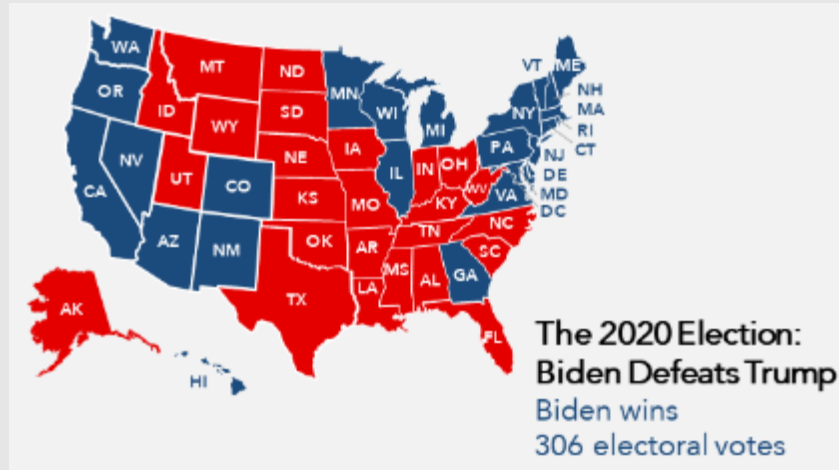 WA
MT
ND
MN
VT
ME
OR
ID
SD
WI
NH
MA
WY
MI
NY
RI
CT
NV
NE
IA
PA
NJ
CA
UT
CO
IL
IN
OH
DE
KS
MO
WV
VA
MD
KY
DC
AZ
NM
OK
AR
TN
NC
SC
TX
MS
AL
GA
LA
AK
FL
HI
The 2020 Election:
Biden Defeats Trump
Biden wins
306 electoral votes